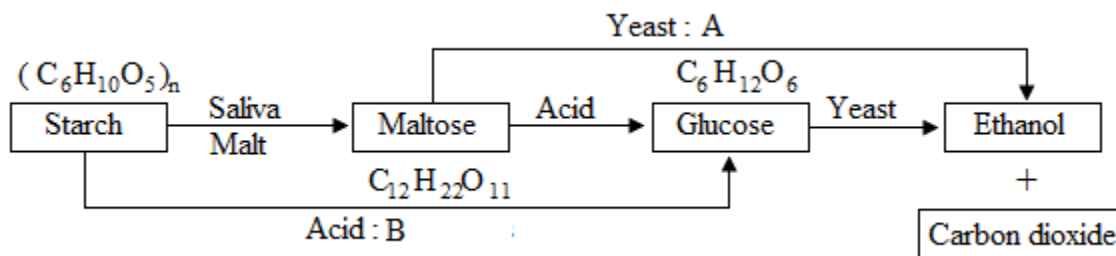 Yeast : A
( C₆H₁₀O₅)ₙ
C₆H₁₂O₆
Starch
Saliva
Malt
Maltose
Acid
Glucose
Yeast
Ethanol
C₁₂H₂₂O₁₁
+
Acid : B
Carbon dioxide